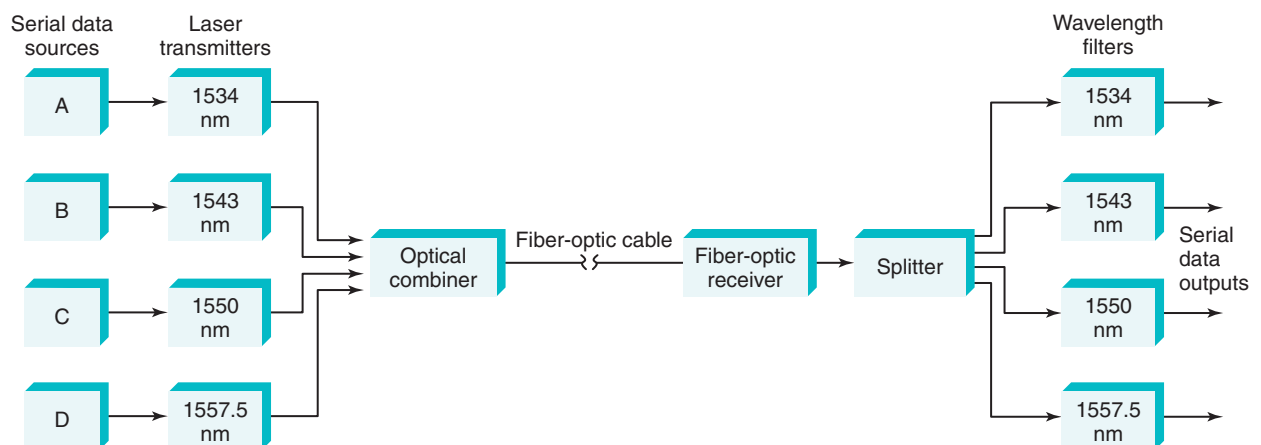 Serial data
sources
Laser
transmitters
Wavelength
filters
A
1534
nm
1534
nm
B
1543
nm
1543
nm
Optical
combiner
Fiber-optic cable
Fiber-optic
receiver
Splitter
Serial
data
outputs
C
1550
nm
1550
nm
D
1557.5
nm
1557.5
nm